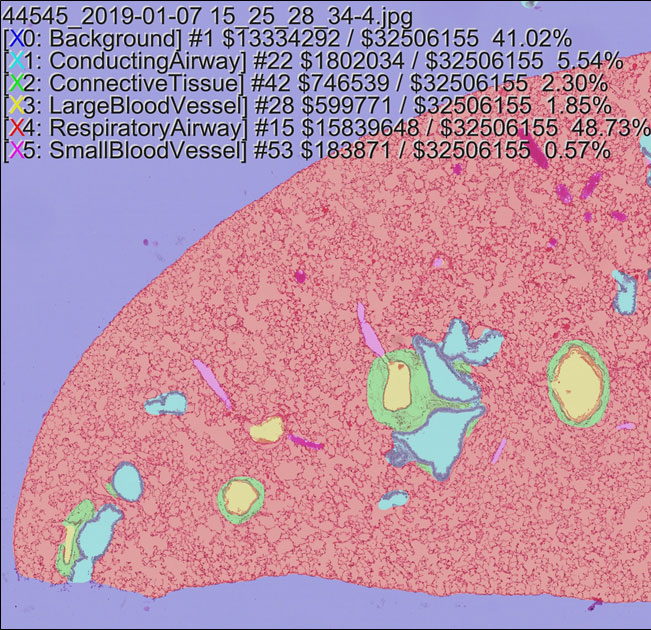 44545_2019-01-07 15_25_28_34-4.jpg
[X0: Background] #1 $13334292 / $32506155 41.02%
[X1: ConductingAirway] #22 $1802034 / $32506155 5.54%
[X2: ConnectiveTissue] #42 $746539 / $32506155 2.30%
[X3: LargeBloodVessel] #28 $599771 / $32506155 1.85%
[X4: RespiratoryAirway] #15 $15839648 / $32506155 48.73%
[X5: SmallBloodVessel] #53 $183871 / $32506155 0.57%